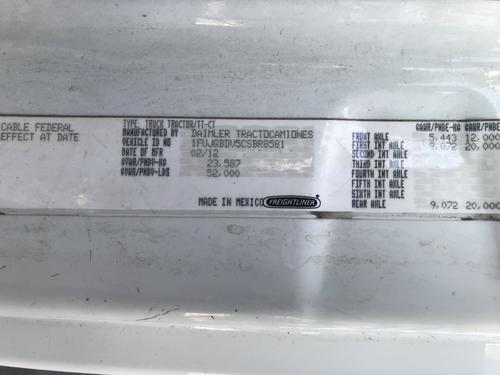 CABLE FEDERAL
EFFECT AT DATE
TYPE: TRUCK TRACTOR/TT-CT
MANUFACTURED BY DAIMLER TRACTOCAMIONES
VEHICLE ID NO 1FUJGBDV5CSBR8581
DATE OF MFR 02/12
GVWR/PNBV-KG 23,587
GVWR/PNBV-LBS 52,000
MADE IN MEXICO FREIGHTLINER
GAWR/PNBE-KG GAWR/PNBE-
FRONT AXLE 5,443 12,000
FIRST INT AXLE 9,072 20,000
SECOND INT AXLE
THIRD INT AXLE
FOURTH INT AXLE
FIFTH INT AXLE
SIXTH INT AXLE
REAR AXLE 9,072 20,000